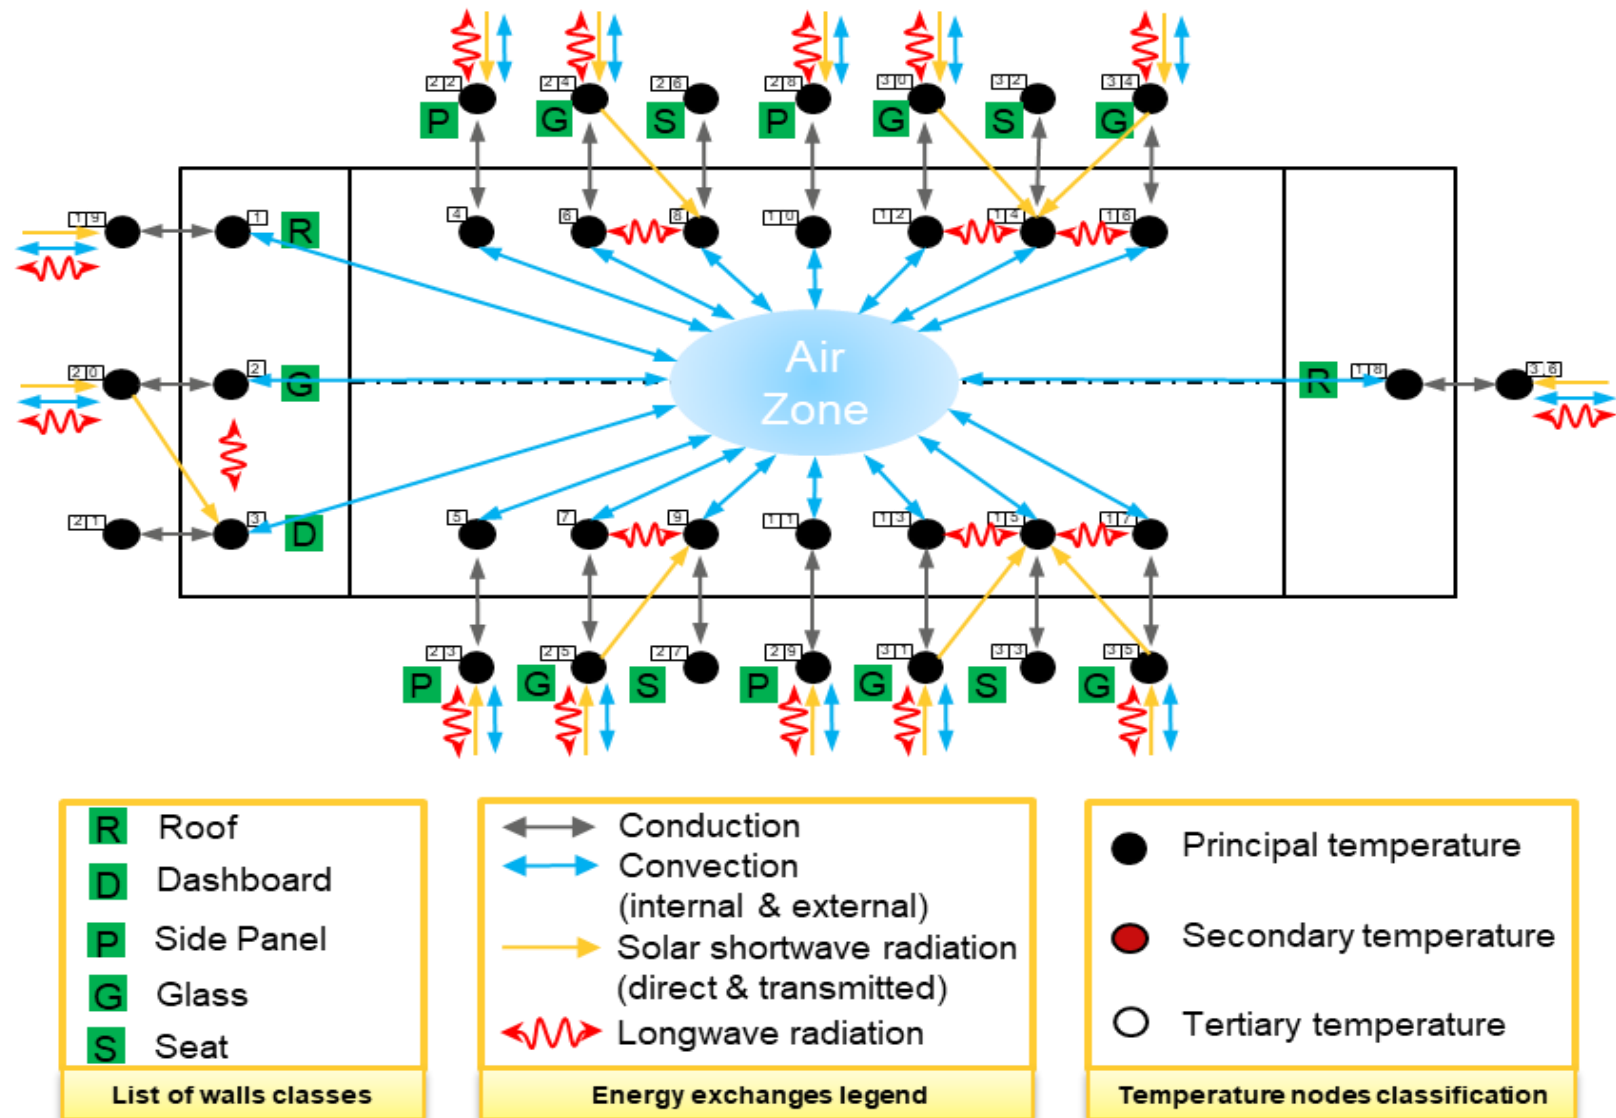 22 24 26 28 30 32 34
P G S P G S G
19 1 R 4 6 8 10 12 14 16
Air
Zone
20 2 G R 18 36
21 3 D 5 7 9 11 13 15 17
23 25 27 29 31 33 35
P G S P G S G
R Roof
D Dashboard
P Side Panel
G Glass
S Seat
List of walls classes
Conduction
Convection
(internal & external)
Solar shortwave radiation
(direct & transmitted)
Longwave radiation
Energy exchanges legend
Principal temperature
Secondary temperature
Tertiary temperature
Temperature nodes classification